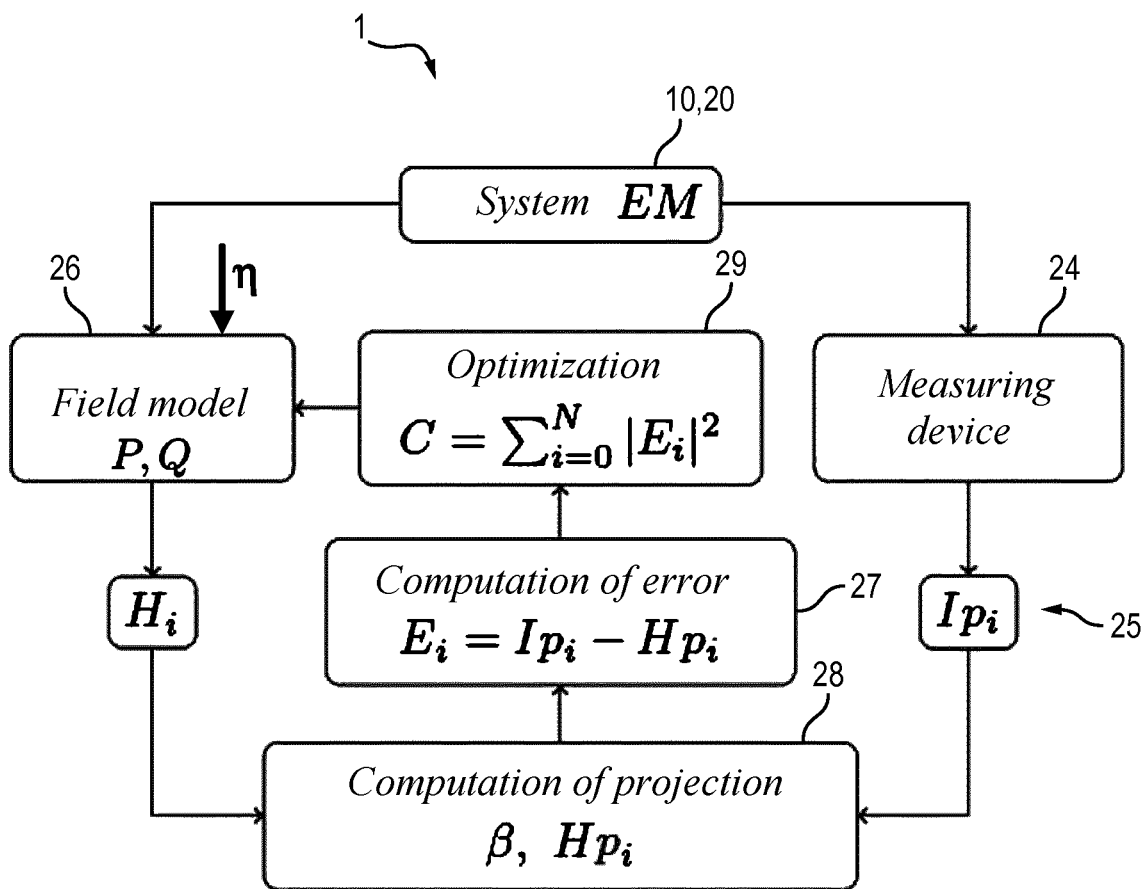 1
10,20
System EM
26
η
29
24
Optimization
C = ∑_{i=0}^{N} |E_i|^2
Field model
P, Q
Measuring
device
Computation of error
E_i = Ip_i − Hp_i
27
H_i
Ip_i
25
28
Computation of projection
β, Hp_i